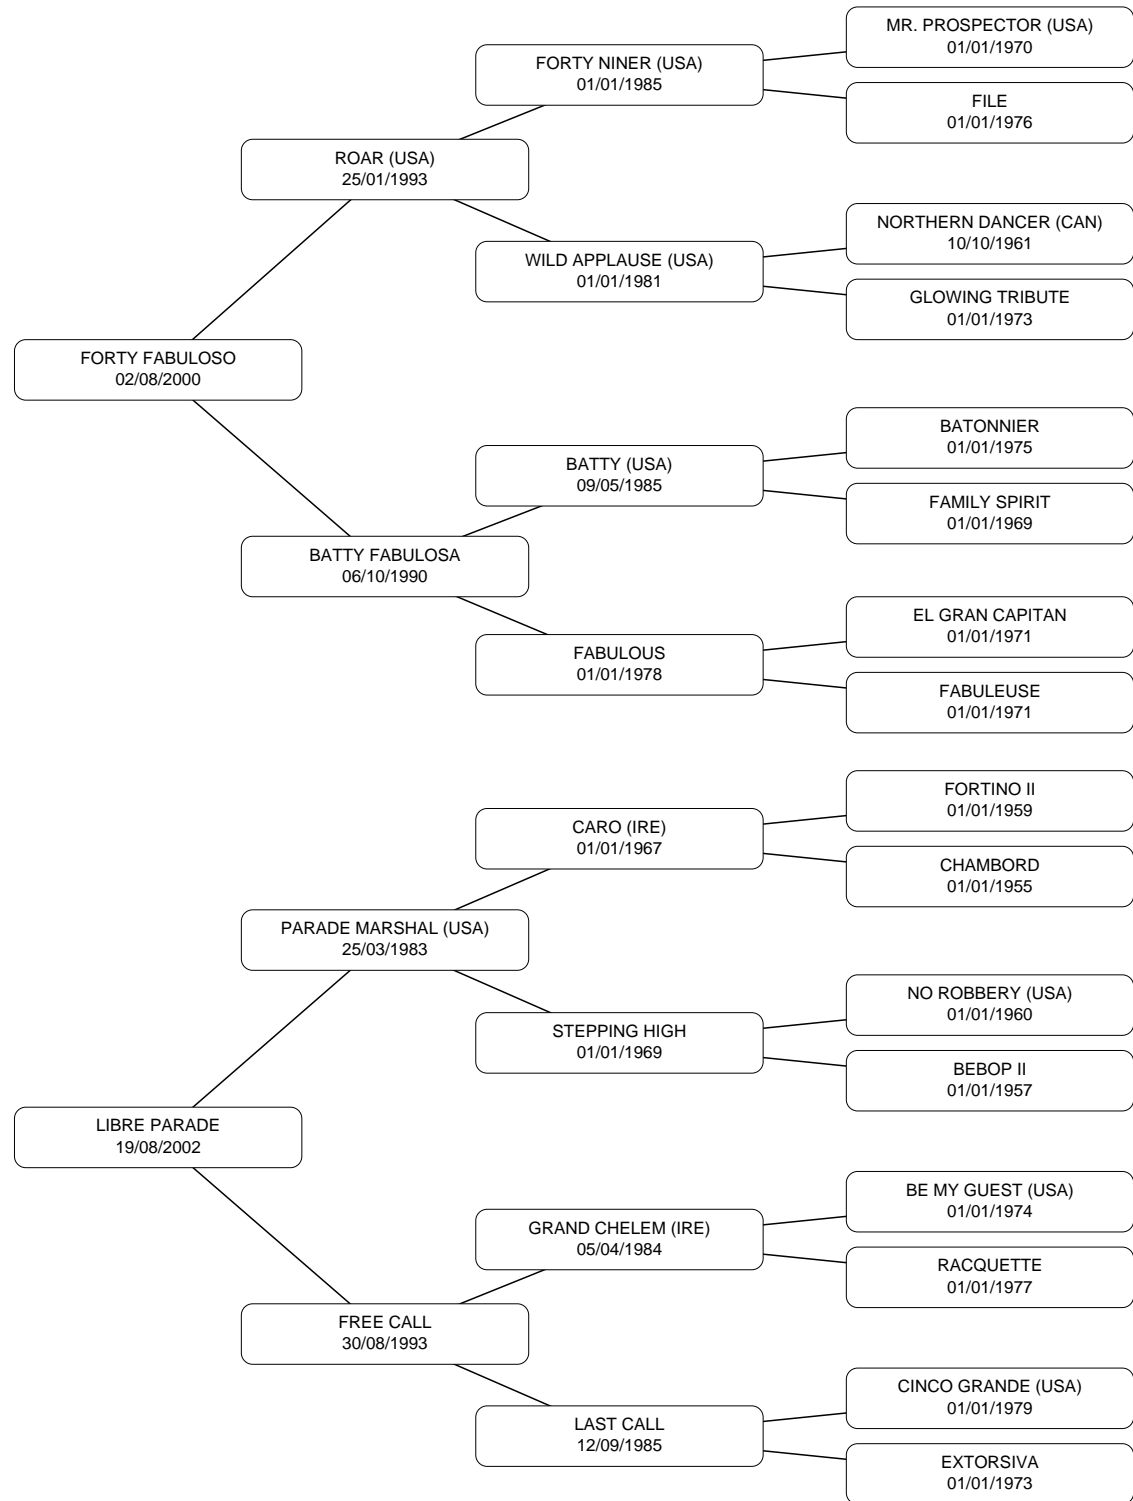 MR. PROSPECTOR (USA)
01/01/1970
FORTY NINER (USA)
01/01/1985
FILE
01/01/1976
ROAR (USA)
25/01/1993
NORTHERN DANCER (CAN)
10/10/1961
WILD APPLAUSE (USA)
01/01/1981
GLOWING TRIBUTE
01/01/1973
FORTY FABULOSO
02/08/2000
BATONNIER
01/01/1975
BATTY (USA)
09/05/1985
FAMILY SPIRIT
01/01/1969
BATTY FABULOSA
06/10/1990
EL GRAN CAPITAN
01/01/1971
FABULOUS
01/01/1978
FABULEUSE
01/01/1971
FORTINO II
01/01/1959
CARO (IRE)
01/01/1967
CHAMBORD
01/01/1955
PARADE MARSHAL (USA)
25/03/1983
NO ROBBERY (USA)
01/01/1960
STEPPING HIGH
01/01/1969
BEBOP II
01/01/1957
LIBRE PARADE
19/08/2002
BE MY GUEST (USA)
01/01/1974
GRAND CHELEM (IRE)
05/04/1984
RACQUETTE
01/01/1977
FREE CALL
30/08/1993
CINCO GRANDE (USA)
01/01/1979
LAST CALL
12/09/1985
EXTORSIVA
01/01/1973